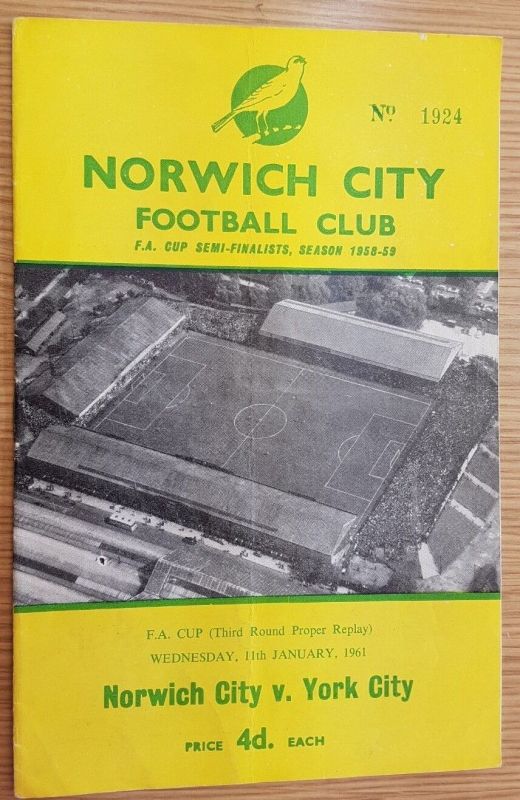 Nº 1924
NORWICH CITY
FOOTBALL CLUB
F.A. CUP SEMI-FINALISTS, SEASON 1958-59
F.A. CUP (Third Round Proper Replay)
WEDNESDAY, 11th JANUARY, 1961
Norwich City v. York City
PRICE 4d. EACH